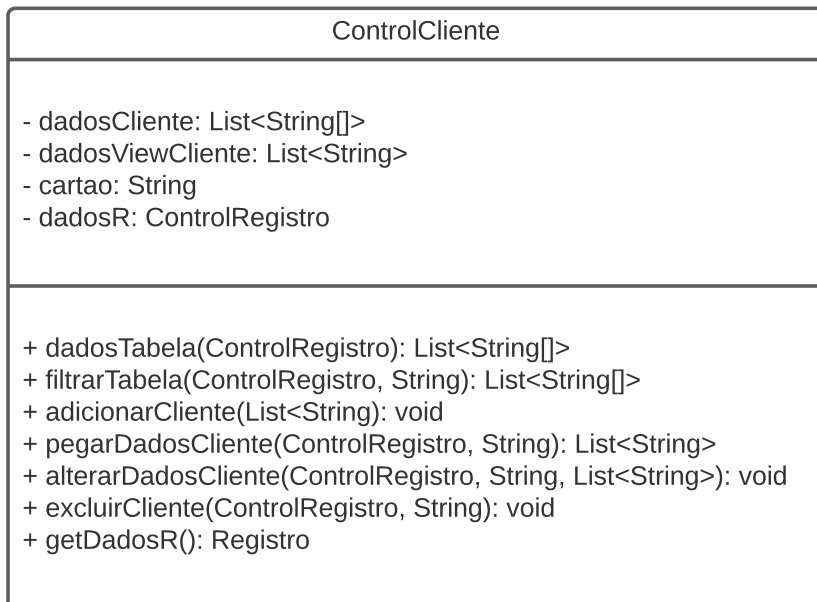 ControlCliente
- dadosCliente: List<String[]>
- dadosViewCliente: List<String>
- cartao: String
- dadosR: ControlRegistro
+ dadosTabela(ControlRegistro): List<String[]>
+ filtrarTabela(ControlRegistro, String): List<String[]>
+ adicionarCliente(List<String): void
+ pegarDadosCliente(ControlRegistro, String): List<String>
+ alterarDadosCliente(ControlRegistro, String, List<String>): void
+ excluirCliente(ControlRegistro, String): void
+ getDadosR(): Registro